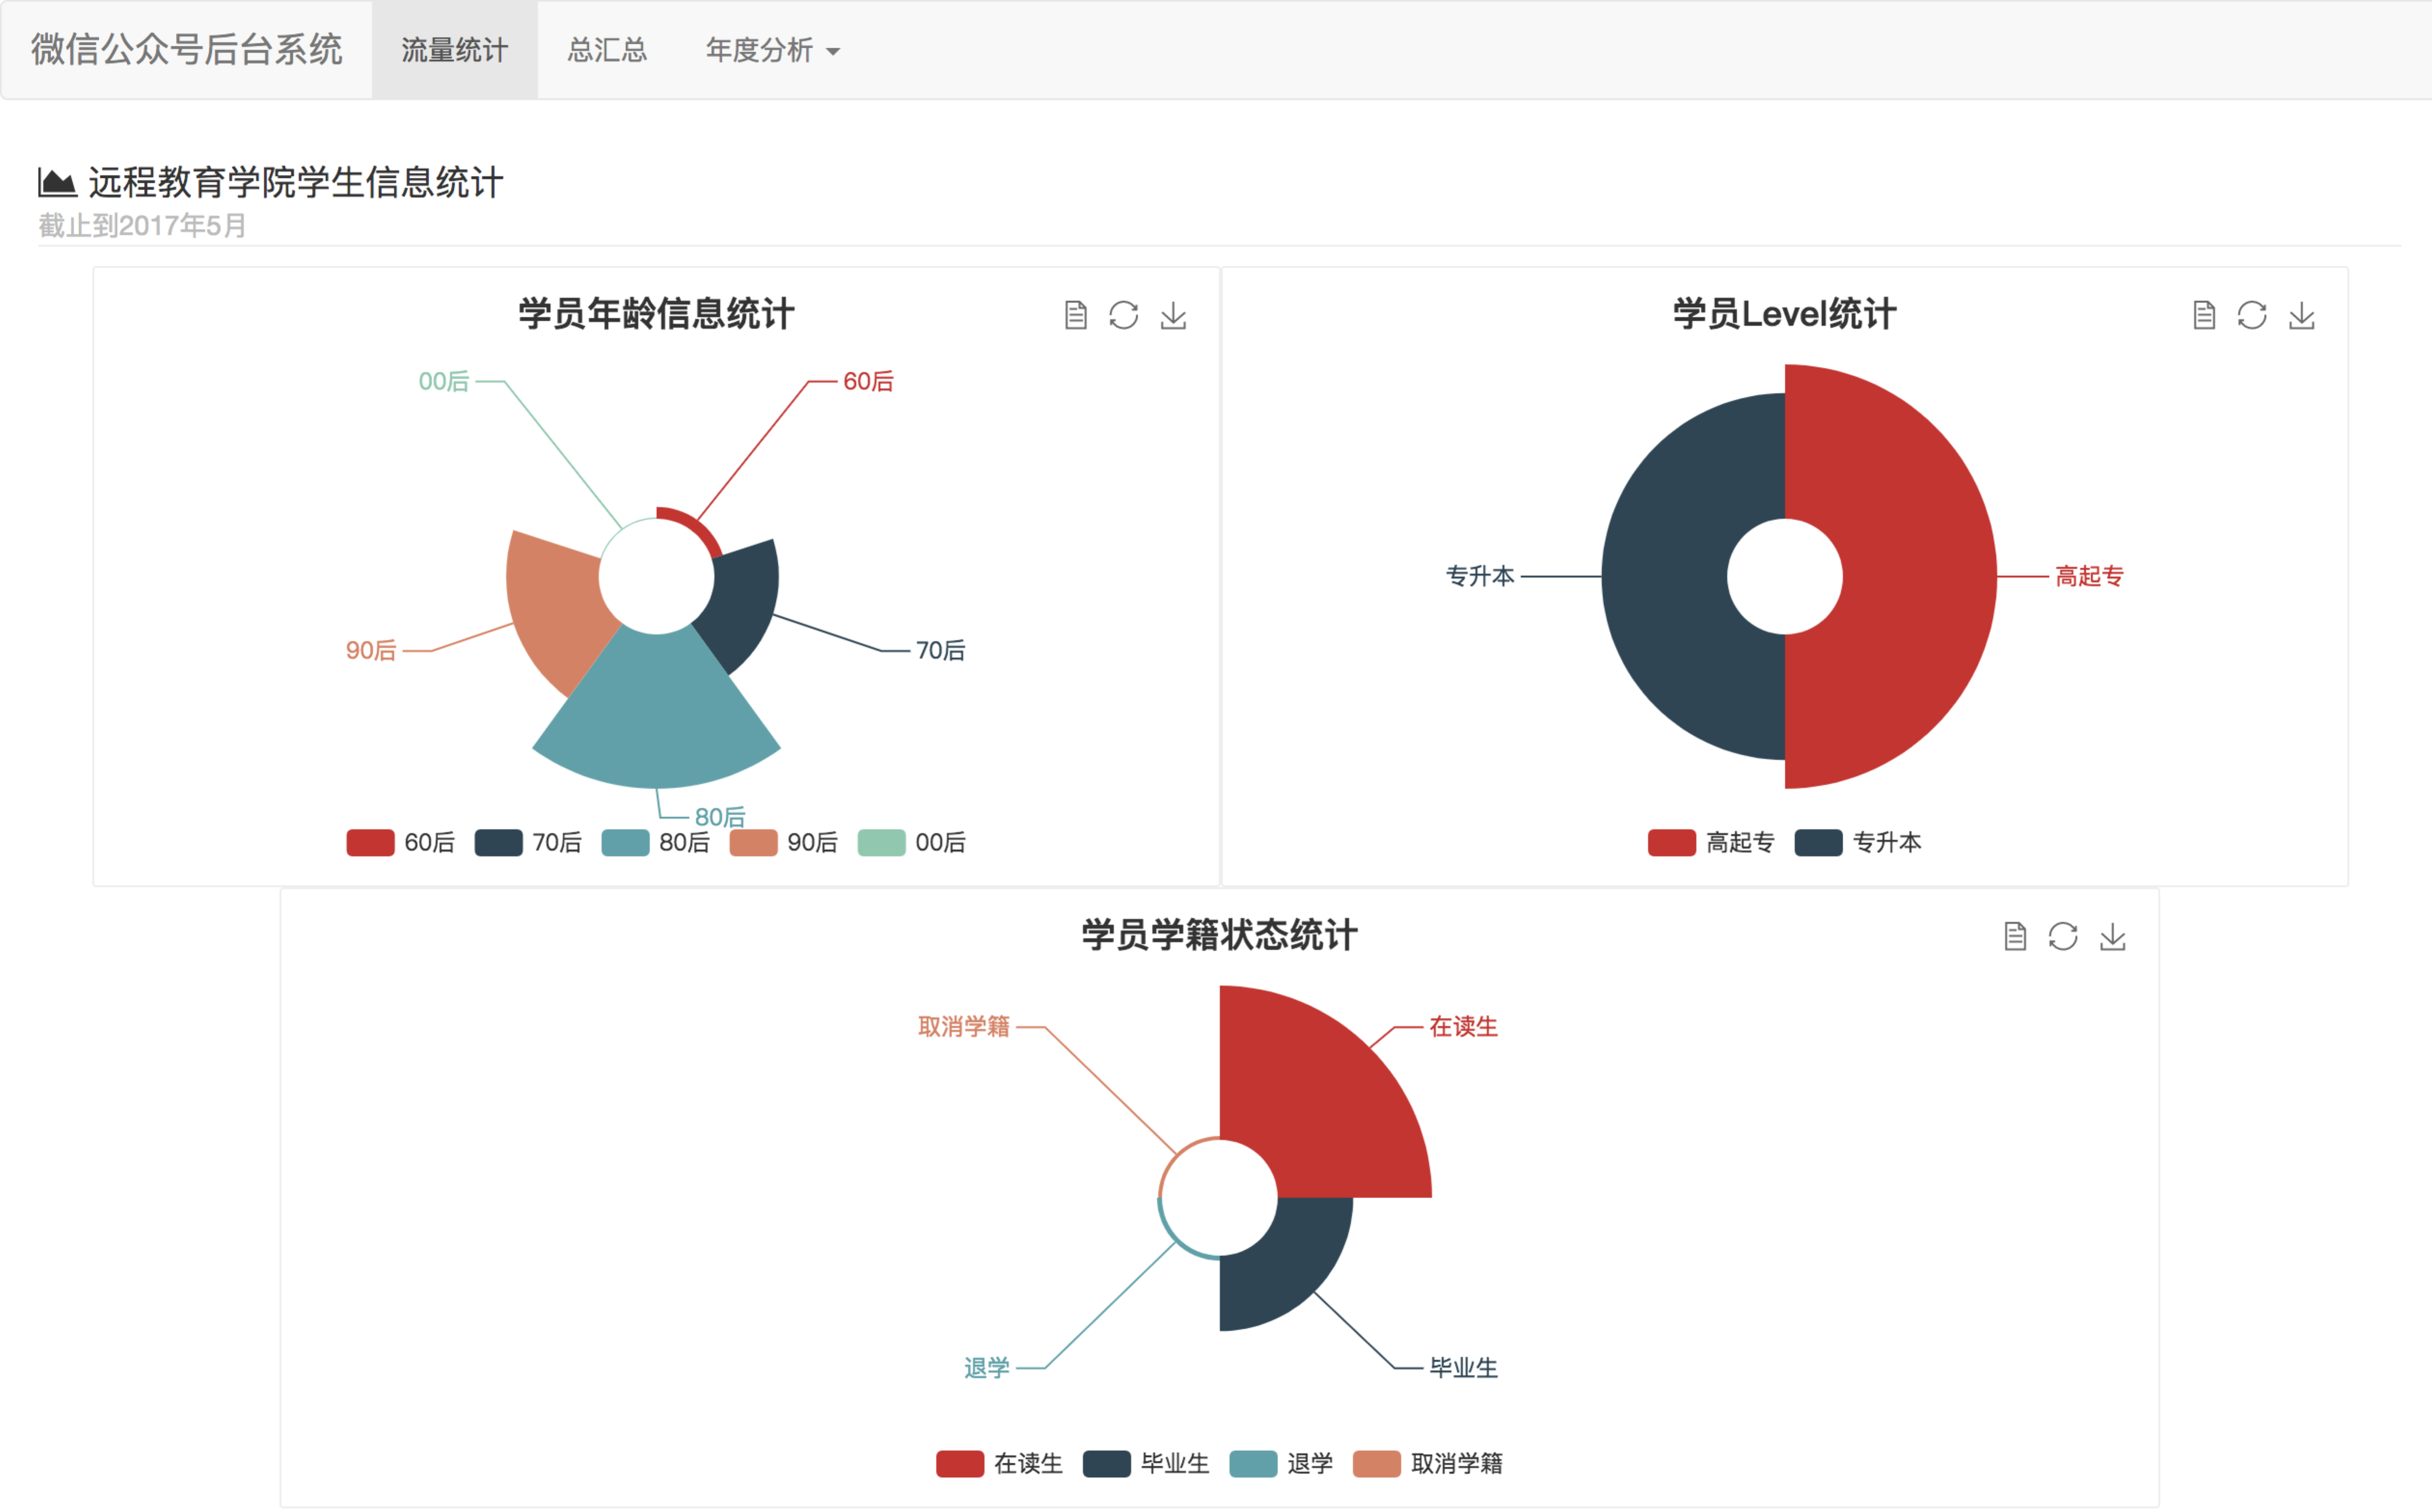 微信公众号后台系统 流量统计 总汇总 年度分析
远程教育学院学生信息统计
截止到2017年5月
学员年龄信息统计
00后 60后
90后 70后
80后
60后 70后 80后 90后 00后
学员Level统计
专升本 高起专
高起专 专升本
学员学籍状态统计
取消学籍 在读生
退学 毕业生
在读生 毕业生 退学 取消学籍